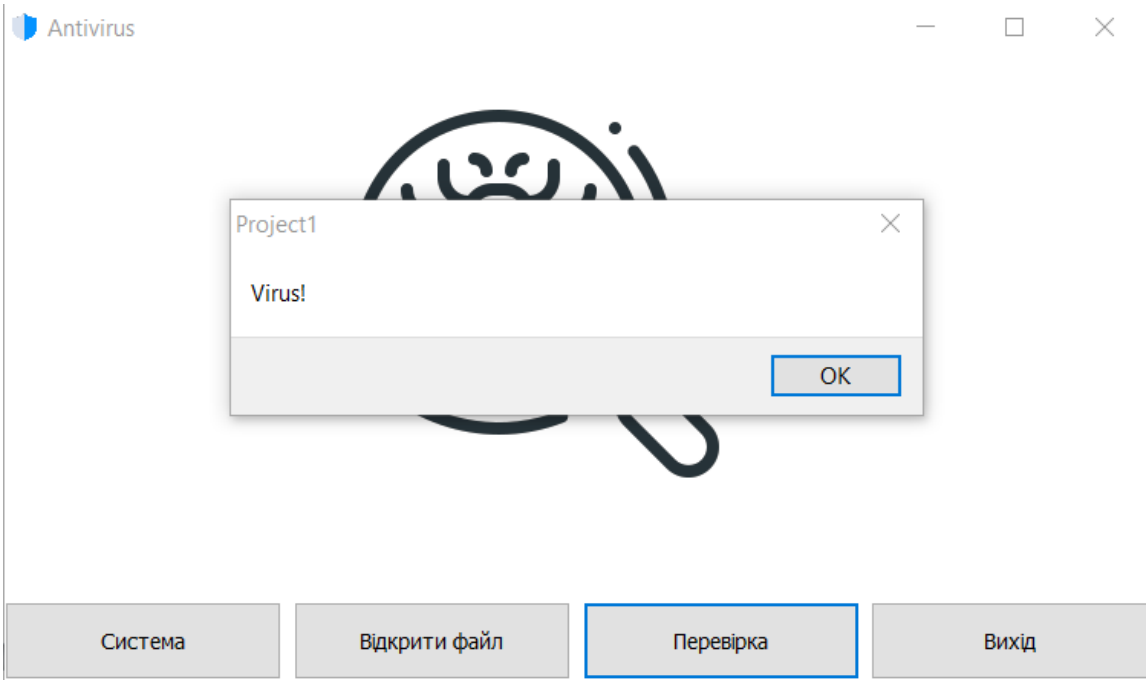 Antivirus
Project1
Virus!
OK
Система
Відкрити файл
Перевірка
Вихід